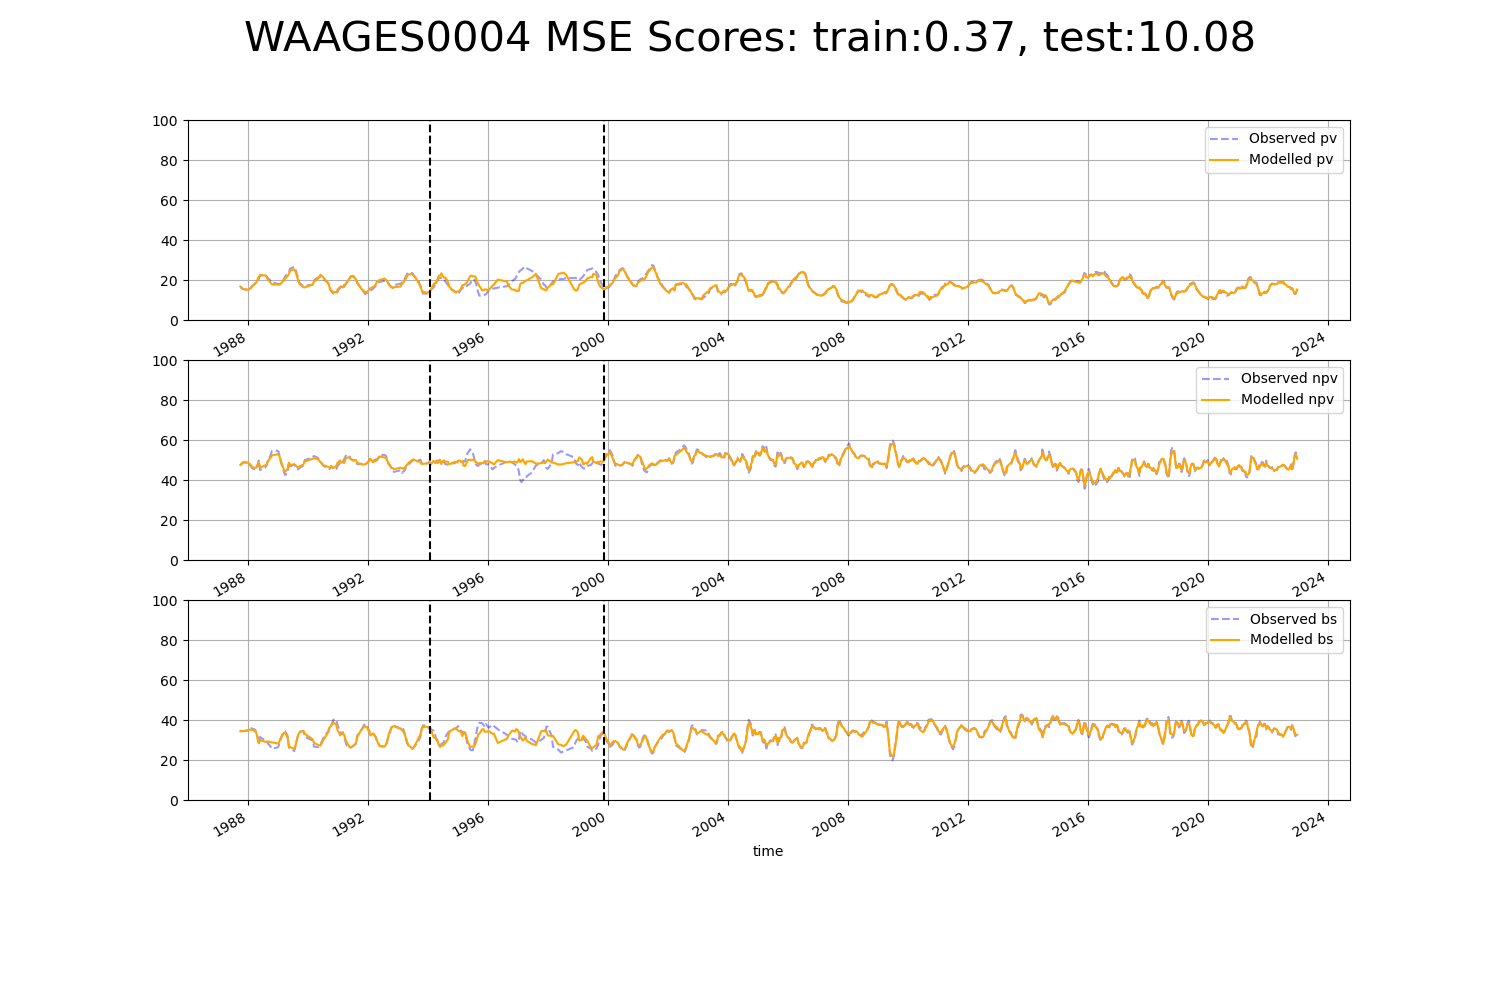 WAAGES0004 MSE Scores: train:0.37, test:10.08
100
80
60
40
20
0
Observed pv
Modelled pv
1988 1992 1996 2000 2004 2008 2012 2016 2020 2024
100
80
60
40
20
0
Observed npv
Modelled npv
1988 1992 1996 2000 2004 2008 2012 2016 2020 2024
100
80
60
40
20
0
Observed bs
Modelled bs
1988 1992 1996 2000 2004 2008 2012 2016 2020 2024
time